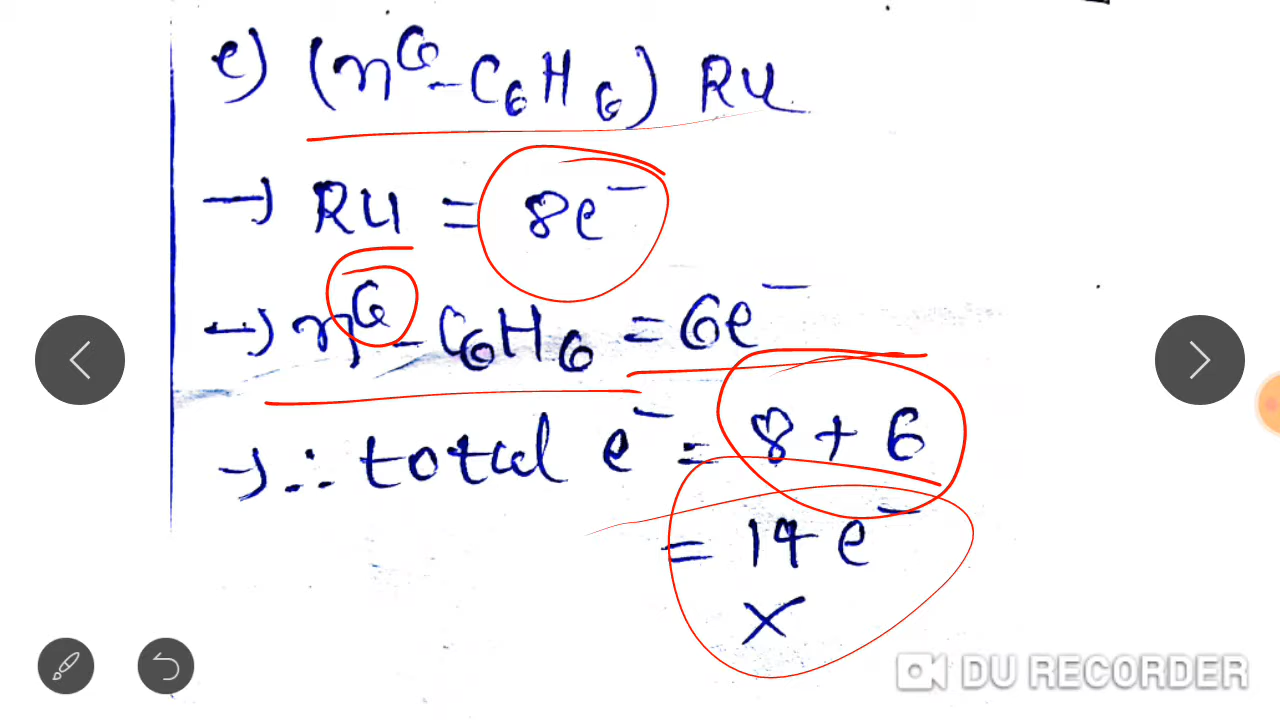 e) (η⁶-C₆H₆) Ru
→ Ru = 8e⁻
→ η⁶-C₆H₆ = 6e⁻
→ ∴ total e⁻ = 8 + 6
= 14 e⁻
X
DU RECORDER